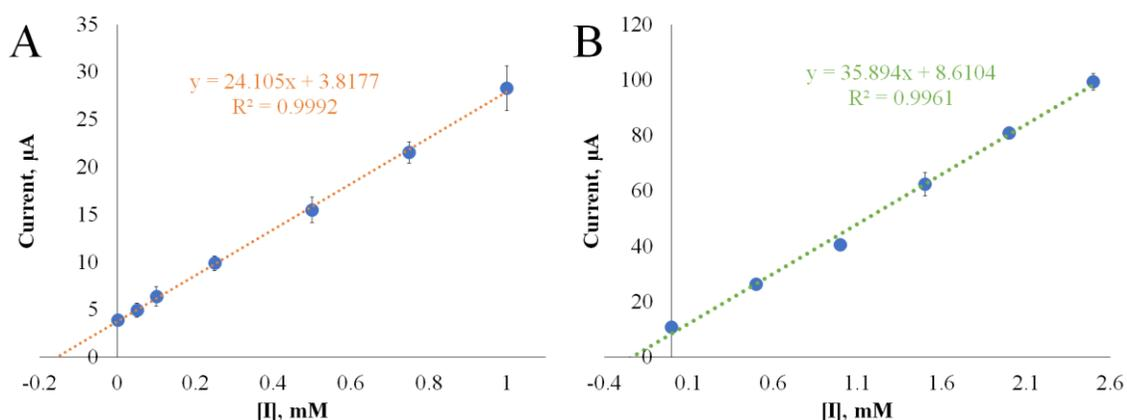 A
35
30
25
20
15
10
5
0
Current, µA
y = 24.105x + 3.8177
R² = 0.9992
-0.2 0 0.2 0.4 0.6 0.8 1
[I], mM
B
120
100
80
60
40
20
0
Current, µA
y = 35.894x + 8.6104
R² = 0.9961
-0.4 0.1 0.6 1.1 1.6 2.1 2.6
[I], mM